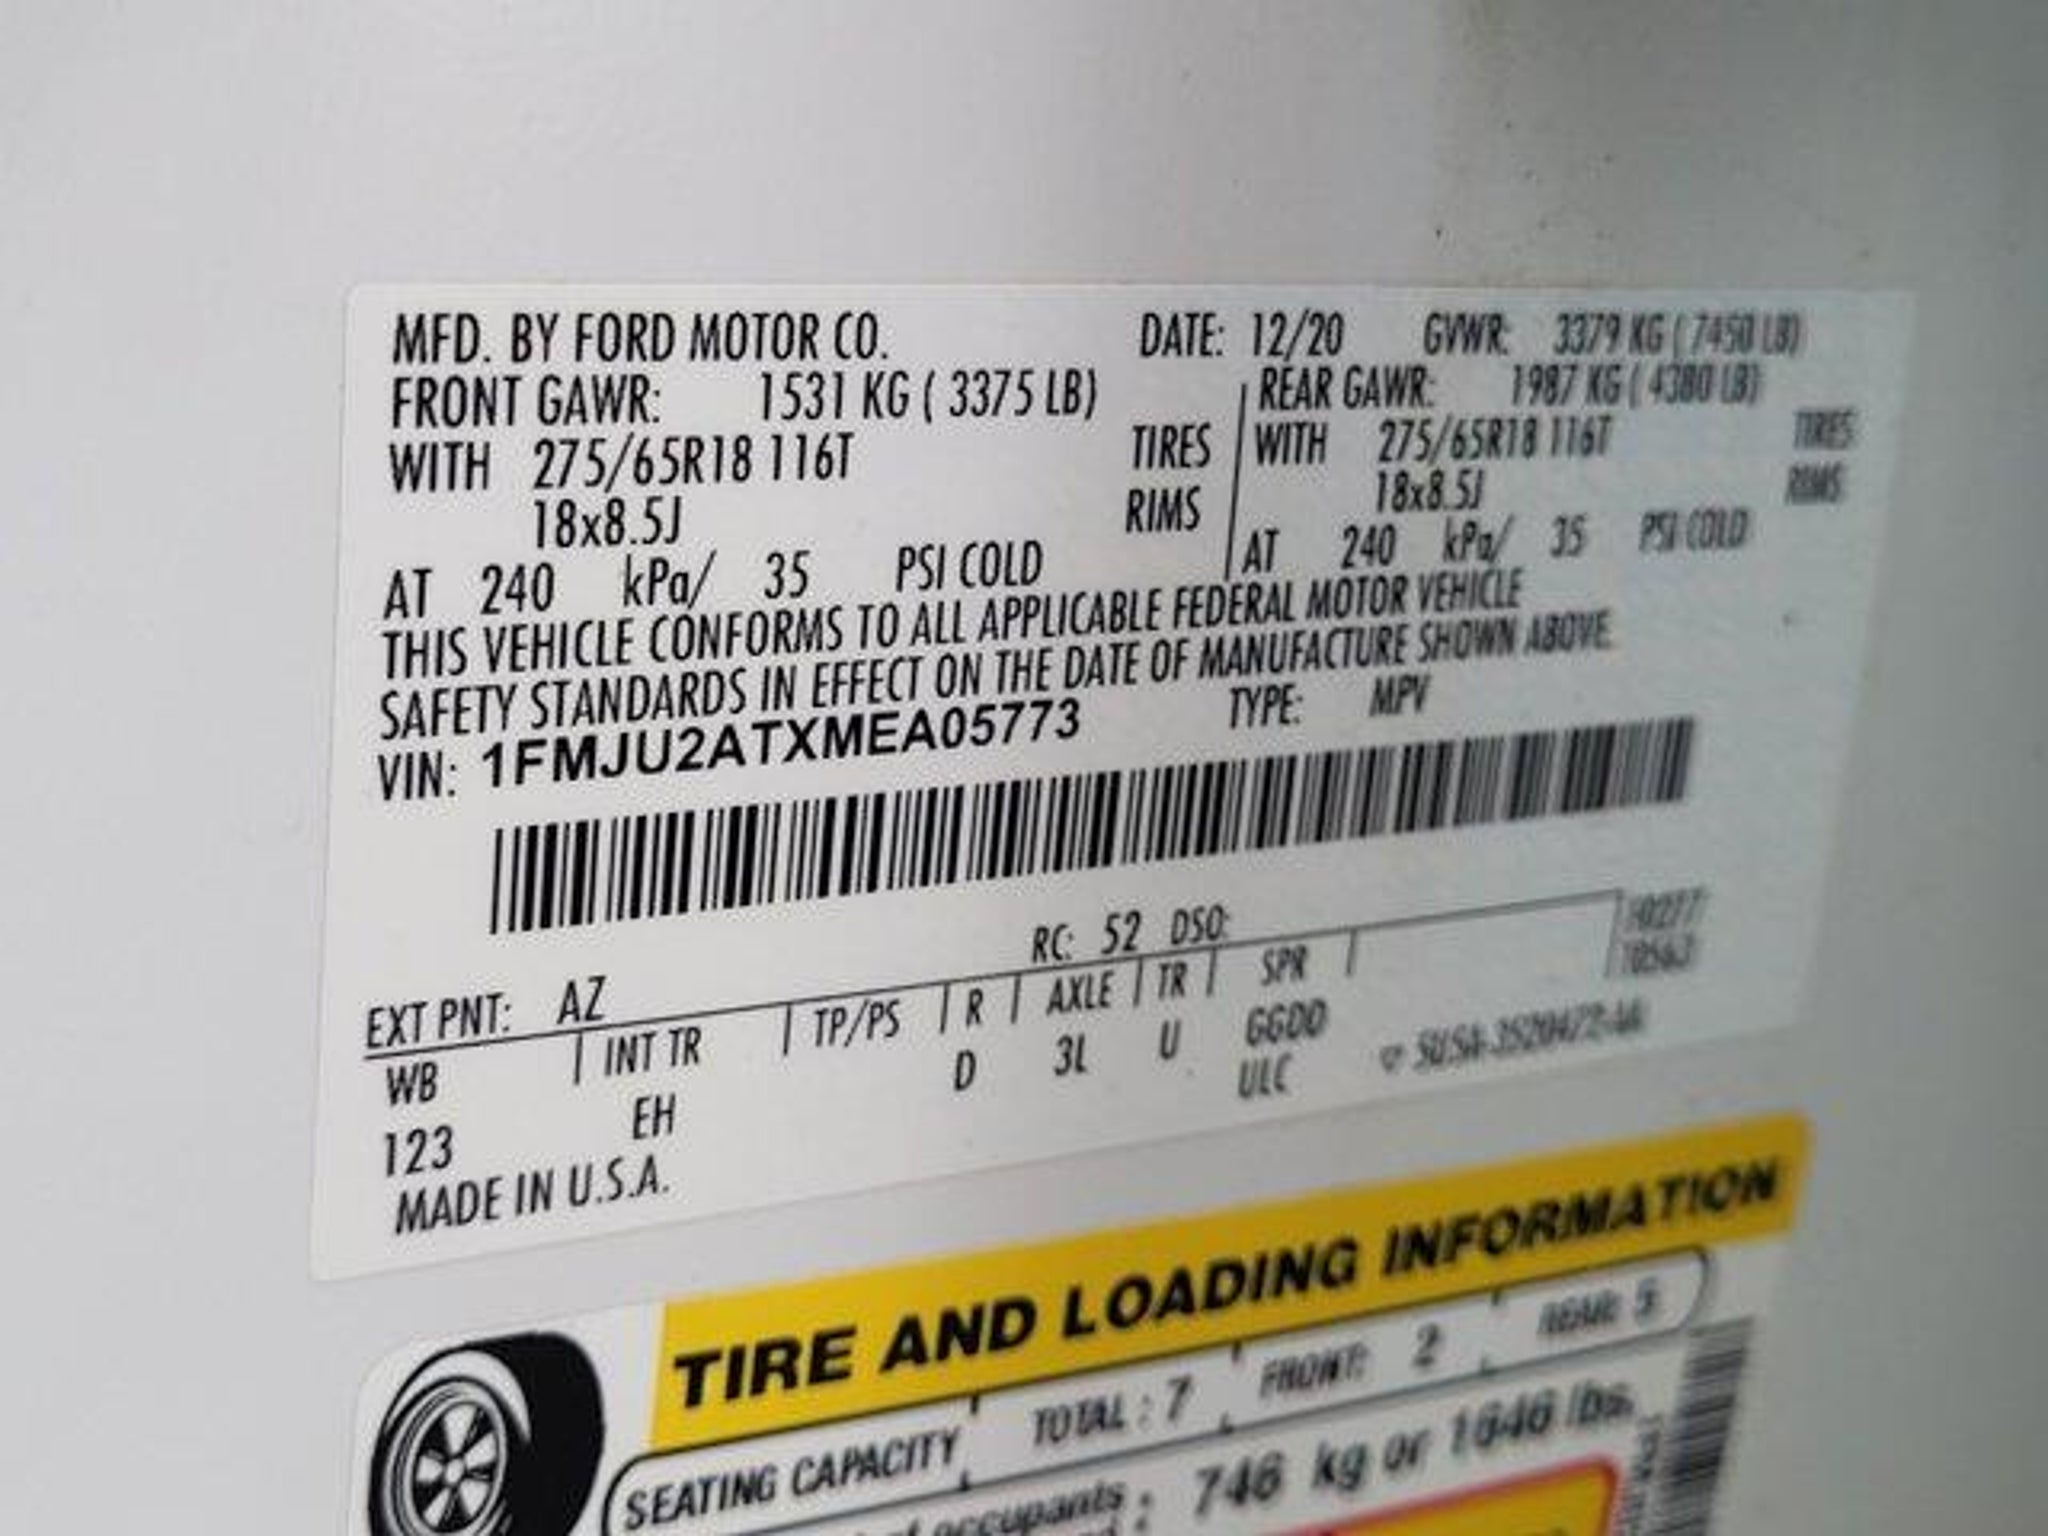 MFD. BY FORD MOTOR CO. DATE: 12/20 GVWR: 3379 KG ( 7450 LB)
FRONT GAWR: 1531 KG ( 3375 LB) REAR GAWR: 1987 KG ( 4380 LB)
WITH 275/65R18 116T TIRES WITH 275/65R18 116T TIRES
18x8.5J RIMS 18x8.5J RIMS
AT 240 kPa/ 35 PSI COLD AT 240 kPa/ 35 PSI COLD
THIS VEHICLE CONFORMS TO ALL APPLICABLE FEDERAL MOTOR VEHICLE
SAFETY STANDARDS IN EFFECT ON THE DATE OF MANUFACTURE SHOWN ABOVE.
VIN: 1FMJU2ATXMEA05773 TYPE: MPV
RC: 52 DSO:
EXT PNT: AZ
WB INT TR TP/PS R AXLE TR SPR
123 EH D 3L U GGDD
ULC
MADE IN U.S.A.
TIRE AND LOADING INFORMATION
SEATING CAPACITY TOTAL : 7 FRONT: 2 REAR: 5
occupants 746 kg or 1646 lbs.